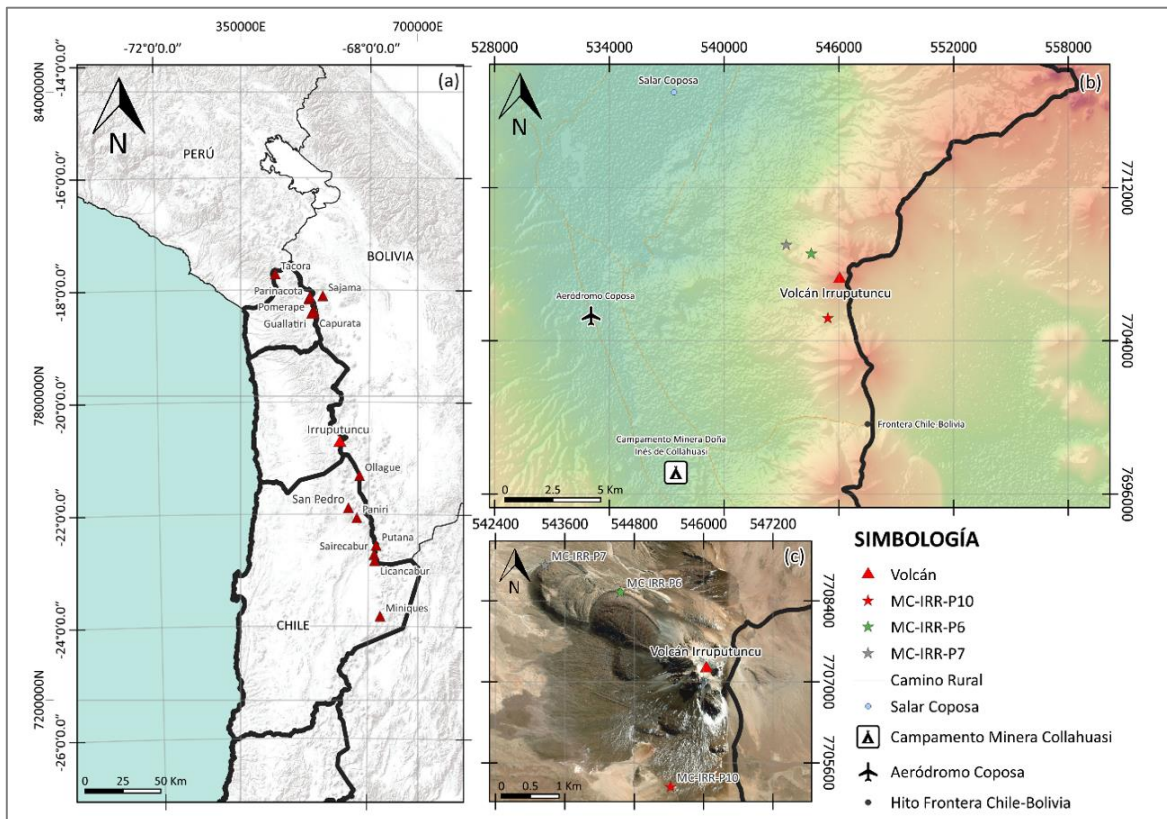 350000E
700000E
-72°0'0.0"
-68°0'0.0"
-14°0'0.0"
8400000N
-16°0'0.0"
-18°0'0.0"
7800000N
-20°0'0.0"
-22°0'0.0"
-24°0'0.0"
7200000N
-26°0'0.0"
(a)
N
PERÚ
BOLIVIA
Tacora
Parinacota
Sajama
Pomerape
Guallatiri
Capurata
Irruputuncu
Ollague
San Pedro
Paniri
Putana
Sairecabur
Licancabur
Miniques
CHILE
0 25 50 Km
528000
534000
540000
546000
552000
558000
(b)
N
Salar Coposa
7712000
Volcán Irruputuncu
Aeródromo Coposa
7704000
Frontera Chile-Bolivia
Campamento Minera Doña
Inés de Collahuasi
0 2.5 5 Km
7696000
542400
543600
544800
546000
547200
(c)
N
MC-IRR-P7
MC-IRR-P6
7708400
Volcán Irruputuncu
7707000
MC-IRR-P10
7705600
0 0.5 1 Km
SIMBOLOGÍA
Volcán
MC-IRR-P10
MC-IRR-P6
MC-IRR-P7
Camino Rural
Salar Coposa
Campamento Minera Collahuasi
Aeródromo Coposa
Hito Frontera Chile-Bolivia